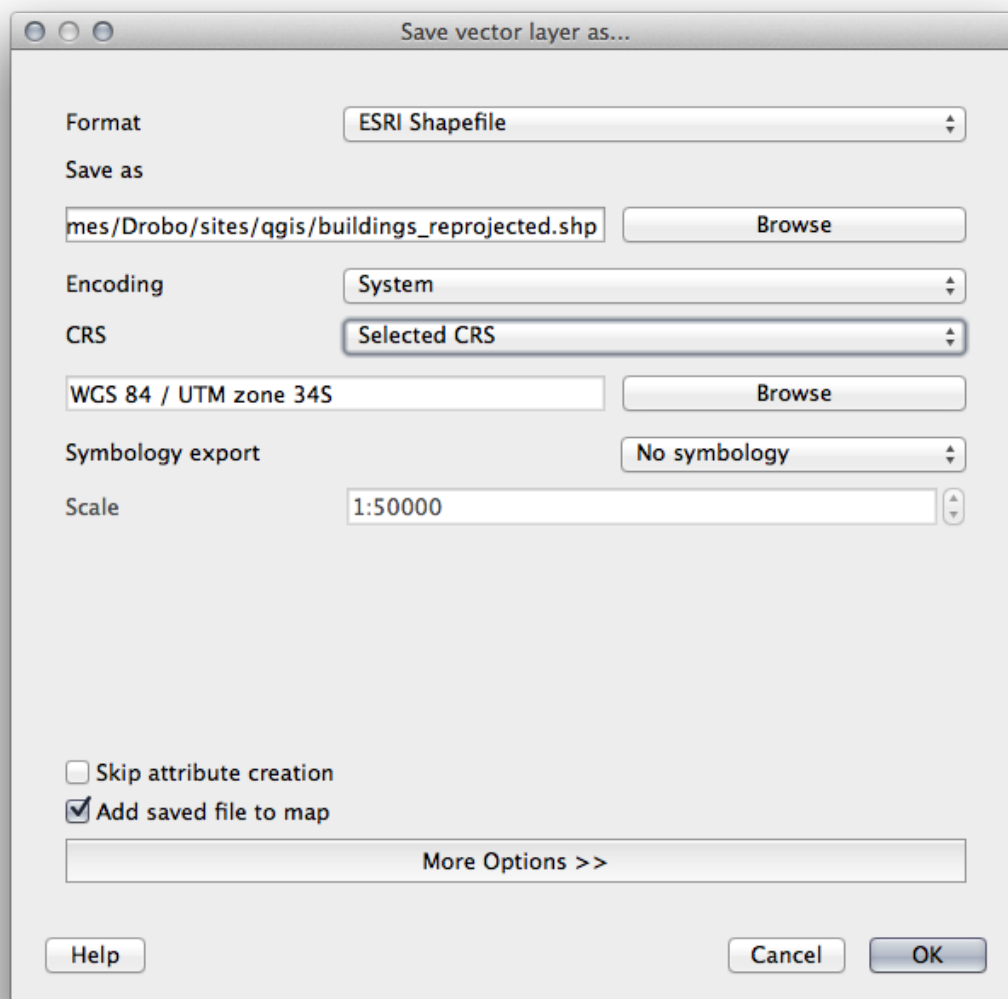 Save vector layer as...
Format ESRI Shapefile
Save as
mes/Drobo/sites/qgis/buildings_reprojected.shp Browse
Encoding System
CRS Selected CRS
WGS 84 / UTM zone 34S Browse
Symbology export No symbology
Scale 1:50000
Skip attribute creation
Add saved file to map
More Options >>
Help Cancel OK